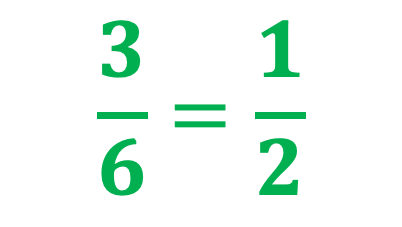 3/6 = 1/2